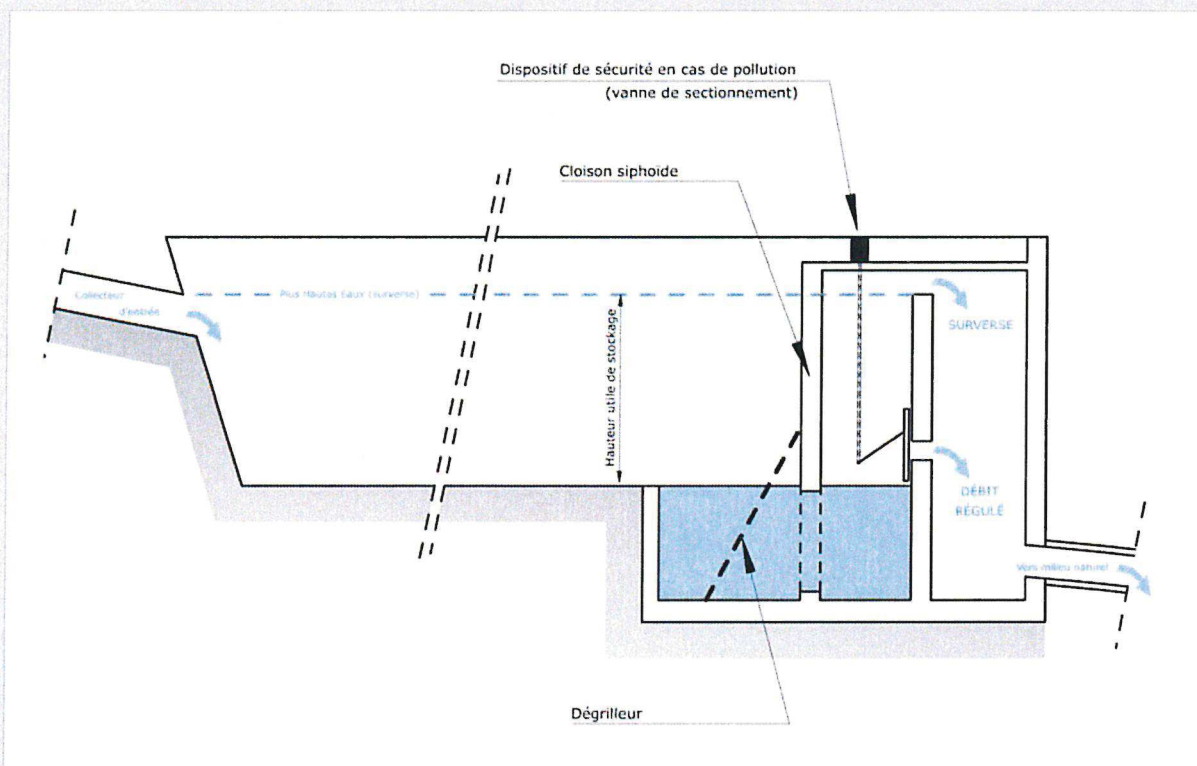 Dispositif de sécurité en cas de pollution
(vanne de sectionnement)
Cloison siphoïde
Collecteur
d'entrée
Plus Hautes Eaux (surverse)
SURVERSE
Hauteur utile de stockage
DÉBIT
RÉGULÉ
Vers milieu naturel
Dégrilleur